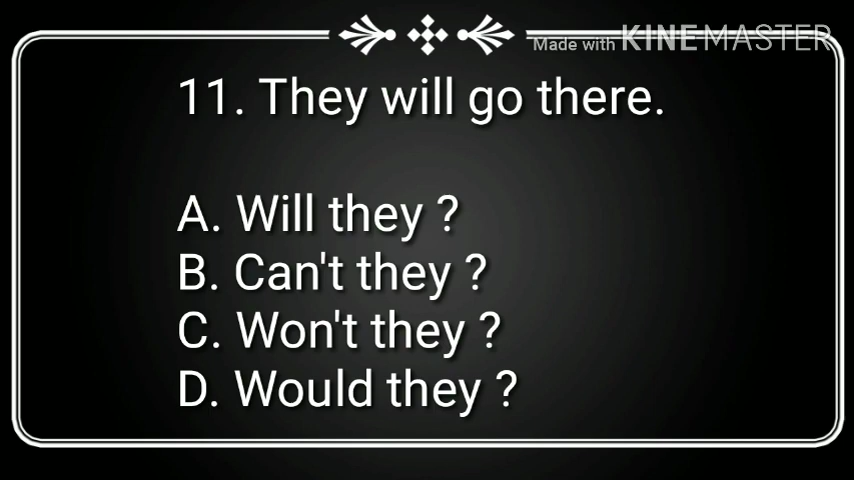 Made with KINEMASTER
11. They will go there.
A. Will they ?
B. Can't they ?
C. Won't they ?
D. Would they ?